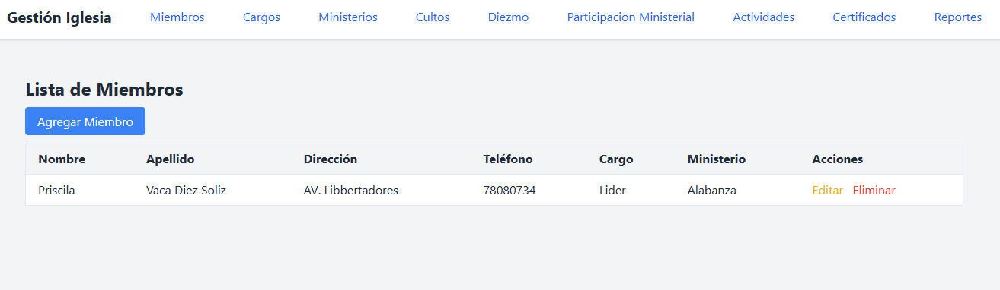 Gestión Iglesia Miembros Cargos Ministerios Cultos Diezmo Participacion Ministerial Actividades Certificados Reportes
Lista de Miembros
Agregar Miembro
Nombre Apellido Dirección Teléfono Cargo Ministerio Acciones
Priscila Vaca Diez Soliz AV. Libbertadores 78080734 Lider Alabanza Editar Eliminar